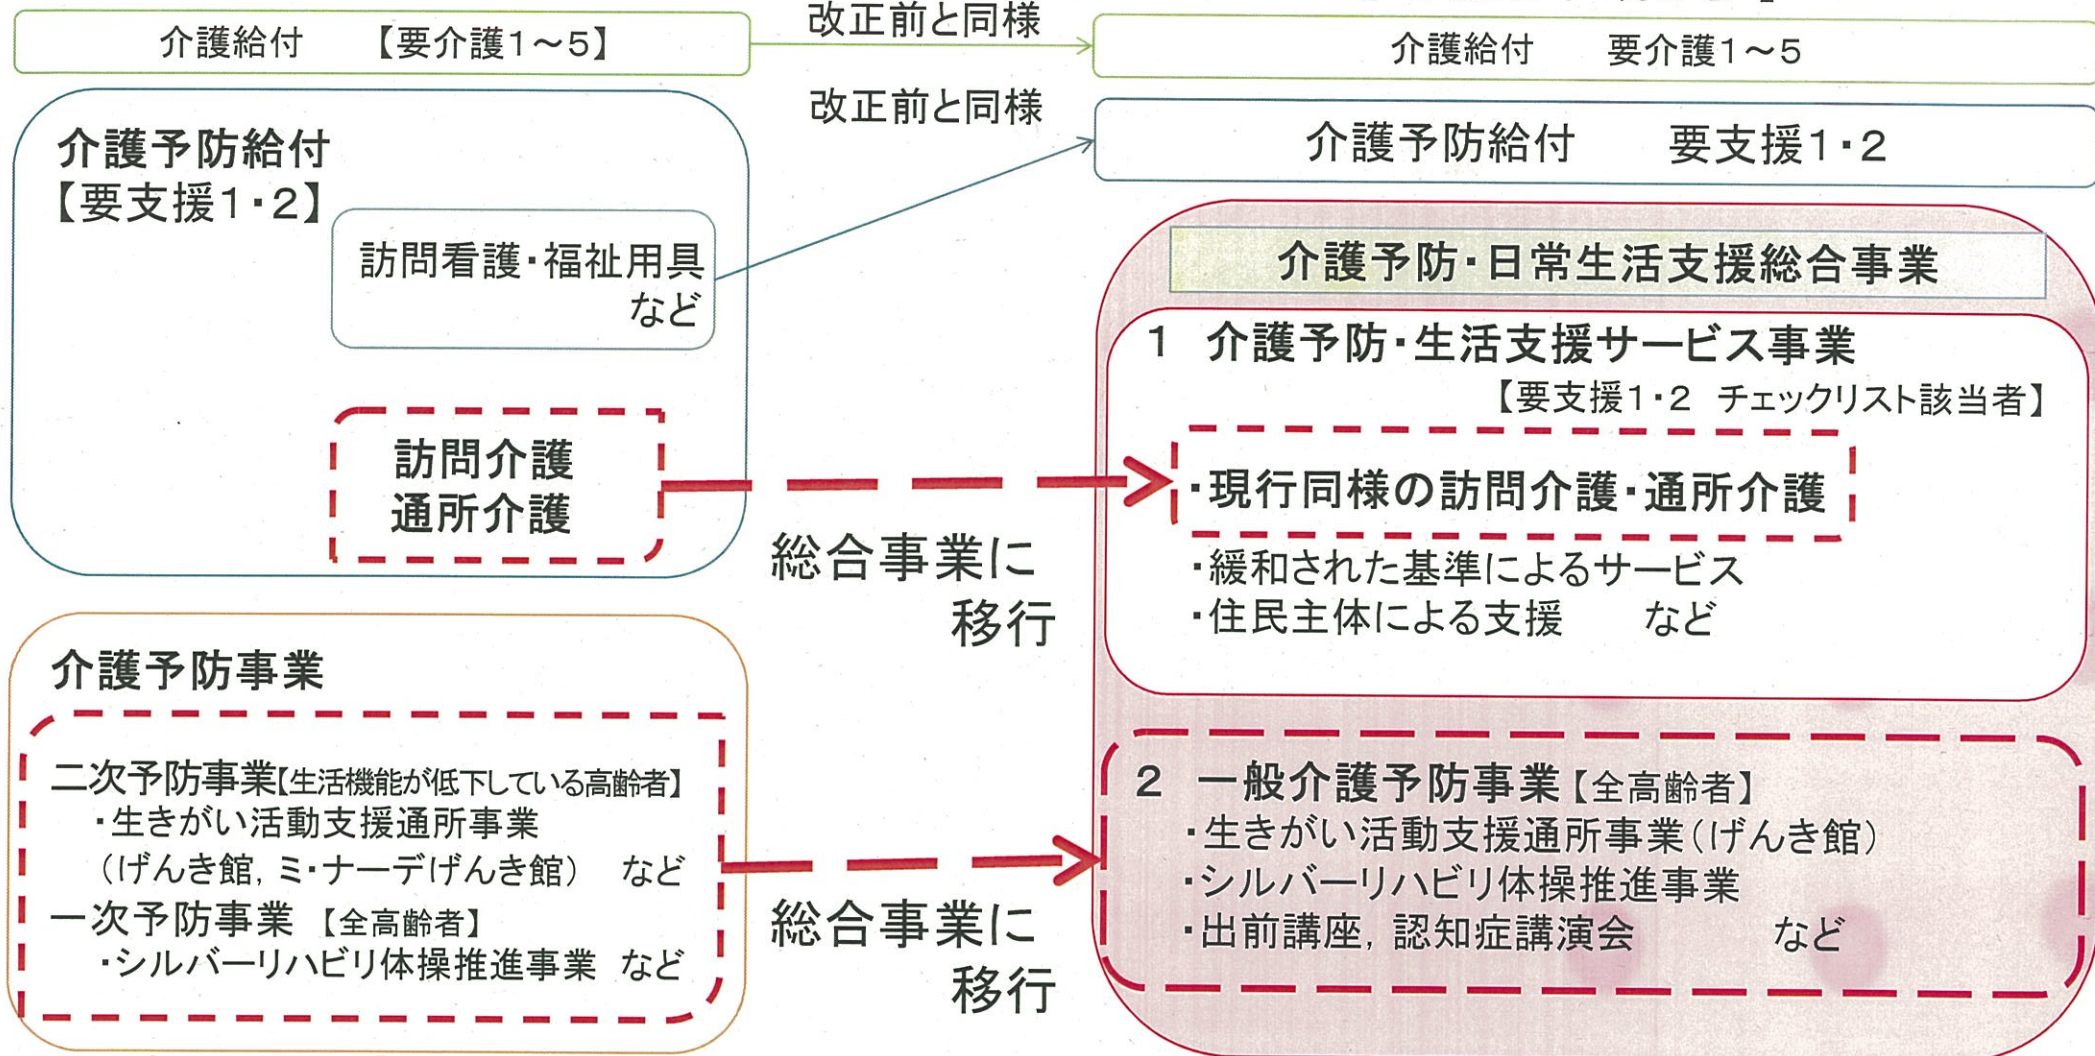 介護給付 【要介護1～5】
改正前と同様
介護給付 要介護1～5
介護予防給付
【要支援1・2】
訪問看護・福祉用具
など
訪問介護
通所介護
改正前と同様
介護予防給付 要支援1・2
介護予防・日常生活支援総合事業
1 介護予防・生活支援サービス事業
【要支援1・2 チェックリスト該当者】
・現行同様の訪問介護・通所介護
・緩和された基準によるサービス
・住民主体による支援 など
総合事業に
移行
介護予防事業
二次予防事業【生活機能が低下している高齢者】
・生きがい活動支援通所事業
（げんき館，ミ・ナーデげんき館） など
一次予防事業 【全高齢者】
・シルバーリハビリ体操推進事業 など
総合事業に
移行
2 一般介護予防事業【全高齢者】
・生きがい活動支援通所事業（げんき館）
・シルバーリハビリ体操推進事業
・出前講座，認知症講演会 など